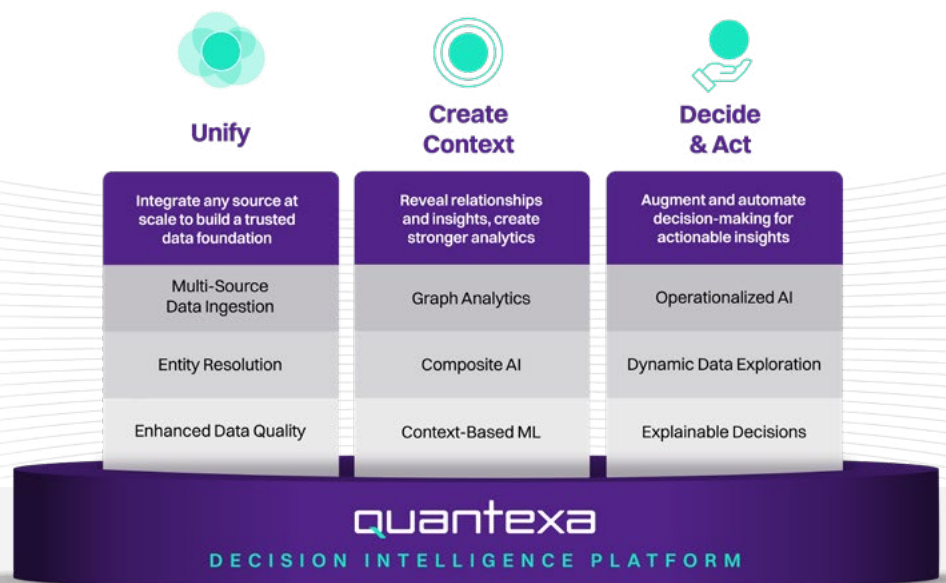 Unify
Integrate any source at
scale to build a trusted
data foundation
Multi-Source
Data Ingestion
Entity Resolution
Enhanced Data Quality
Create
Context
Reveal relationships
and insights, create
stronger analytics
Graph Analytics
Composite AI
Context-Based ML
Decide
& Act
Augment and automate
decision-making for
actionable insights
Operationalized AI
Dynamic Data Exploration
Explainable Decisions
quantexa
DECISION INTELLIGENCE PLATFORM